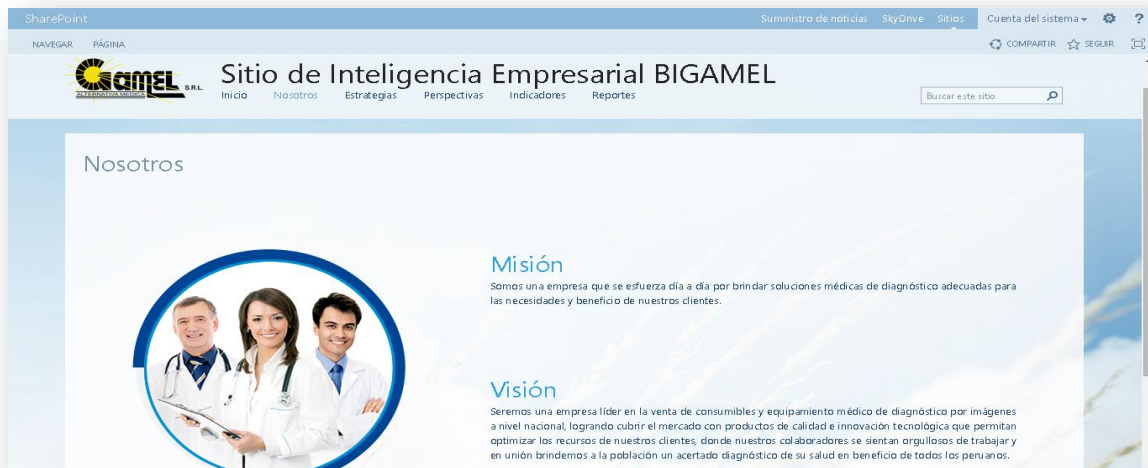 SharePoint
Suministro de noticias SkyDrive Sitios Cuenta del sistema ?
NAVEGAR PÁGINA
COMPARTIR SEGUIR
Gamel S.R.L.
ALTERNATIVA MEDICA
Sitio de Inteligencia Empresarial BIGAMEL
Inicio Nosotros Estrategias Perspectivas Indicadores Reportes
Buscar este sitio
Nosotros
Misión
Somos una empresa que se esfuerza día a día por brindar soluciones médicas de diagnóstico adecuadas para
las necesidades y beneficio de nuestros clientes.
Visión
Seremos una empresa líder en la venta de consumibles y equipamiento médico de diagnóstico por imágenes
a nivel nacional, logrando cubrir el mercado con productos de calidad e innovación tecnológica que permitan
optimizar los recursos de nuestros clientes, donde nuestros colaboradores se sientan orgullosos de trabajar y
en unión brindemos a la población un acertado diagnóstico de su salud en beneficio de todos los peruanos.